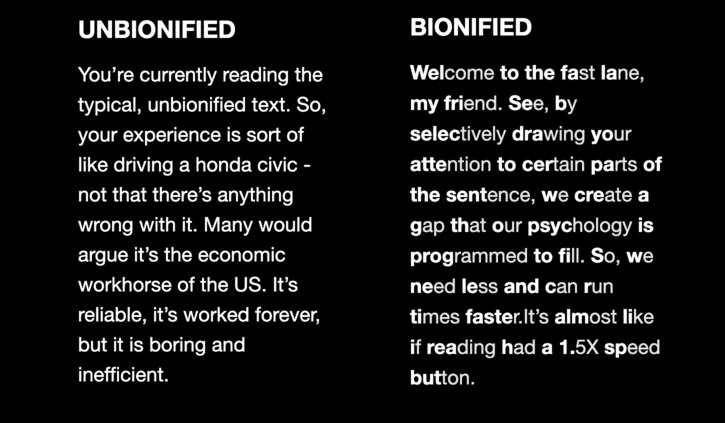 UNBIONIFIED
You're currently reading the
typical, unbionified text. So,
your experience is sort of
like driving a honda civic -
not that there's anything
wrong with it. Many would
argue it's the economic
workhorse of the US. It's
reliable, it's worked forever,
but it is boring and
inefficient.
BIONIFIED
Welcome to the fast lane,
my friend. See, by
selectively drawing your
attention to certain parts of
the sentence, we create a
gap that our psychology is
programmed to fill. So, we
need less and can run
times faster.It's almost like
if reading had a 1.5X speed
button.